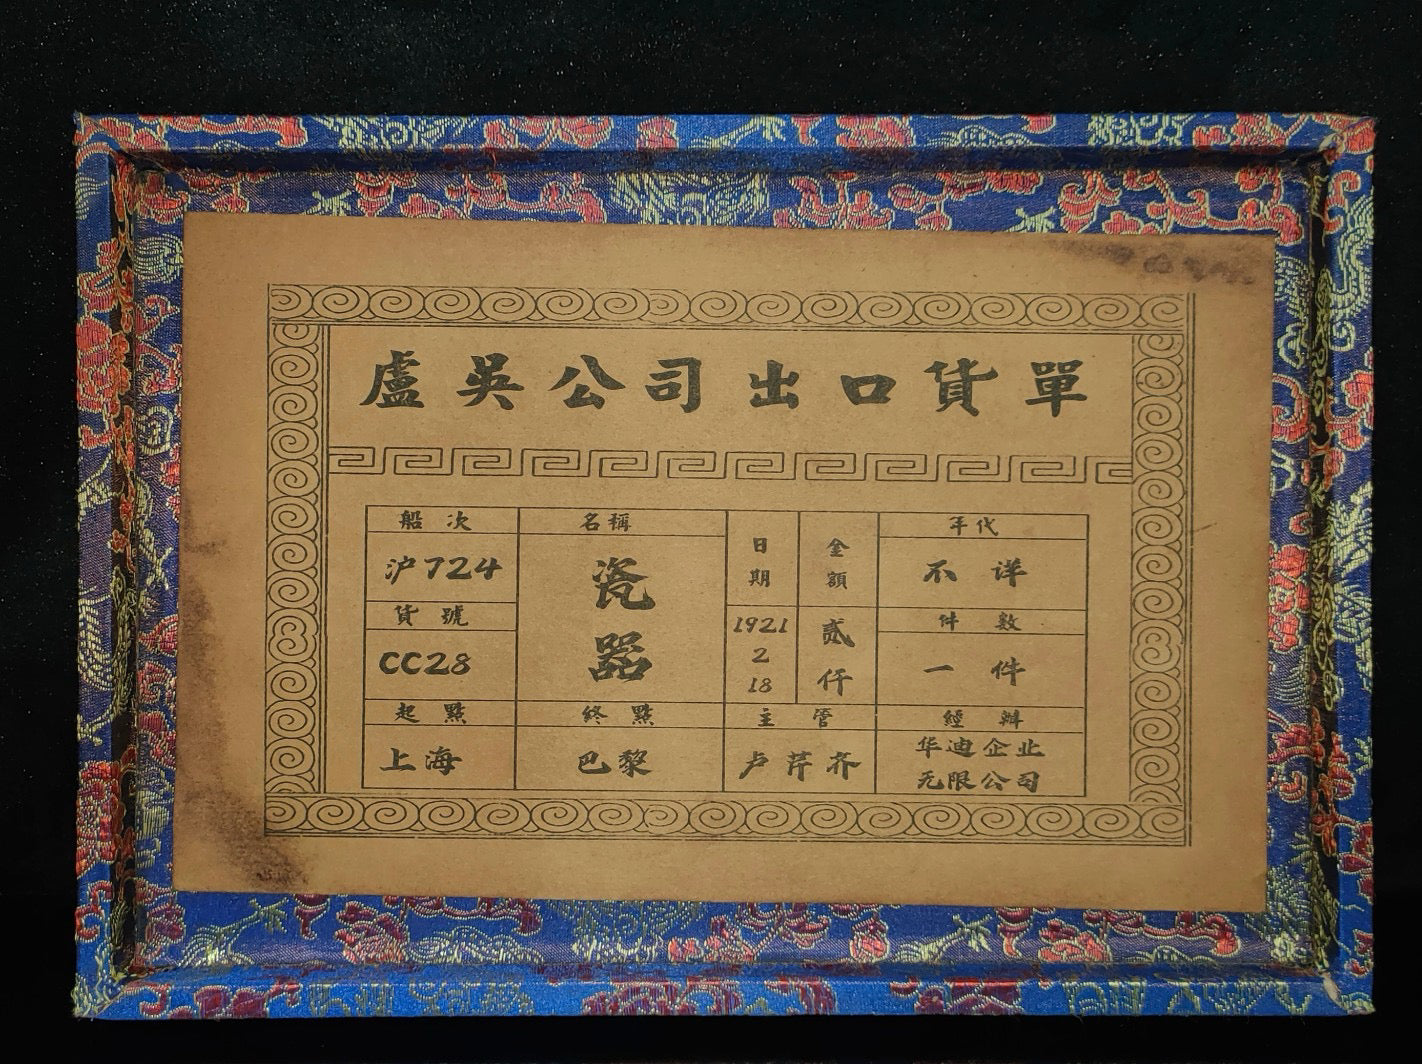 盧吳公司出口貨單
船次
沪724
貨號
CC28
起點
上海
名稱
瓷
器
終點
巴黎
日
期
1921
2
18
金
額
贰
仟
主管
卢芹齐
年代
不洋
件数
一件
經辦
华迪企业
无限公司